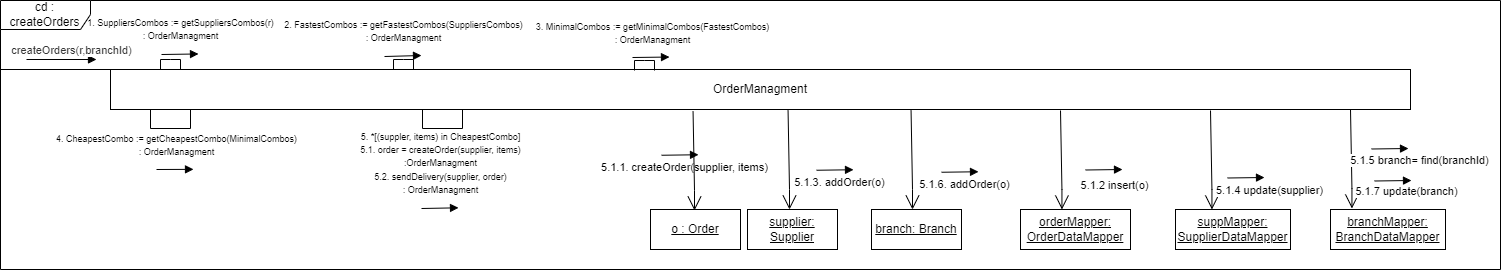 cd :
createOrders
1. SuppliersCombos := getSuppliersCombos(r)
: OrderManagment
2. FastestCombos := getFastestCombos(SuppliersCombos)
: OrderManagment
3. MinimalCombos := getMinimalCombos(FastestCombos)
: OrderManagment
createOrders(r,branchId)
OrderManagment
4. CheapestCombo := getCheapestCombo(MinimalCombos)
: OrderManagment
5. *[(suppler, items) in CheapestCombo]
5.1. order = createOrder(supplier, items)
:OrderManagment
5.2. sendDelivery(supplier, order)
: OrderManagment
5.1.1. createOrder(supplier, items)
5.1.3. addOrder(o)
5.1.6. addOrder(o)
5.1.2 insert(o)
5.1.4 update(supplier)
5.1.5 branch= find(branchId)
5.1.7 update(branch)
o : Order
supplier:
Supplier
branch: Branch
orderMapper:
OrderDataMapper
suppMapper:
SupplierDataMapper
branchMapper:
BranchDataMapper